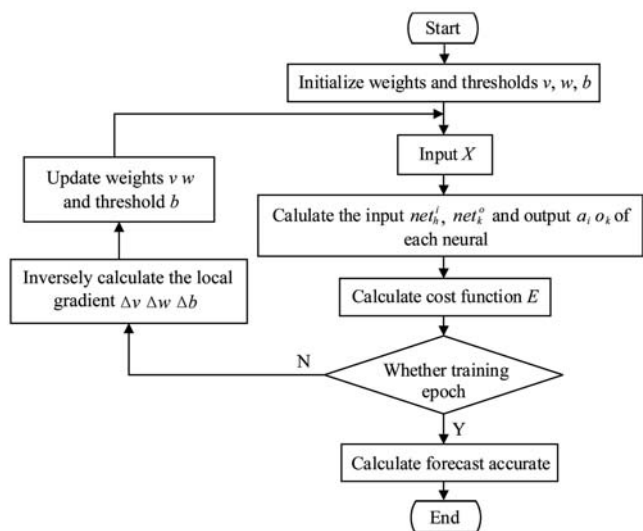 Start
Initialize weights and thresholds v, w, b
Input X
Update weights v w
and threshold b
Calulate the input net_h^i, net_k^o and output a_i o_k of
each neural
Inversely calculate the local
gradient Δv Δw Δb
Calculate cost function E
N
Whether training
epoch
Y
Calculate forecast accurate
End